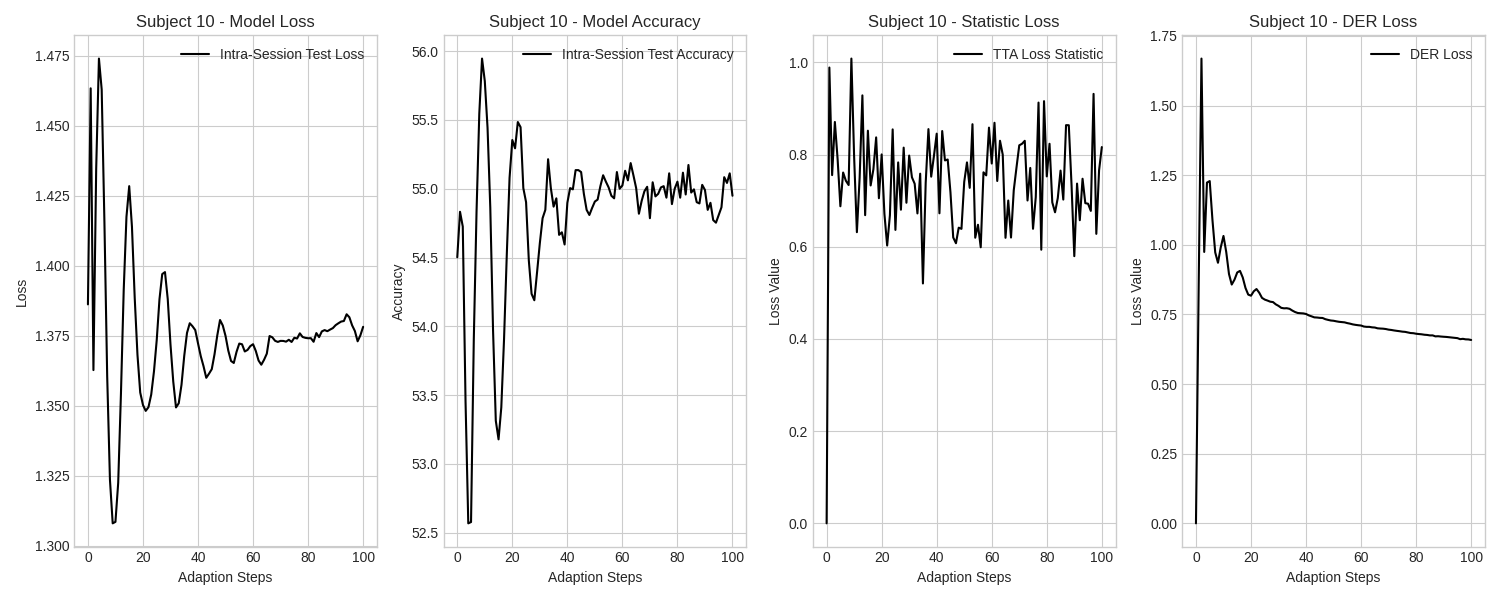 Subject 10 - Model Loss
Intra-Session Test Loss
1.475
1.450
1.425
1.400
1.375
1.350
1.325
1.300
Loss
0 20 40 60 80 100
Adaption Steps
Subject 10 - Model Accuracy
Intra-Session Test Accuracy
56.0
55.5
55.0
54.5
54.0
53.5
53.0
52.5
Accuracy
0 20 40 60 80 100
Adaption Steps
Subject 10 - Statistic Loss
TTA Loss Statistic
1.0
0.8
0.6
0.4
0.2
0.0
Loss Value
0 20 40 60 80 100
Adaption Steps
Subject 10 - DER Loss
DER Loss
1.75
1.50
1.25
1.00
0.75
0.50
0.25
0.00
Loss Value
0 20 40 60 80 100
Adaption Steps